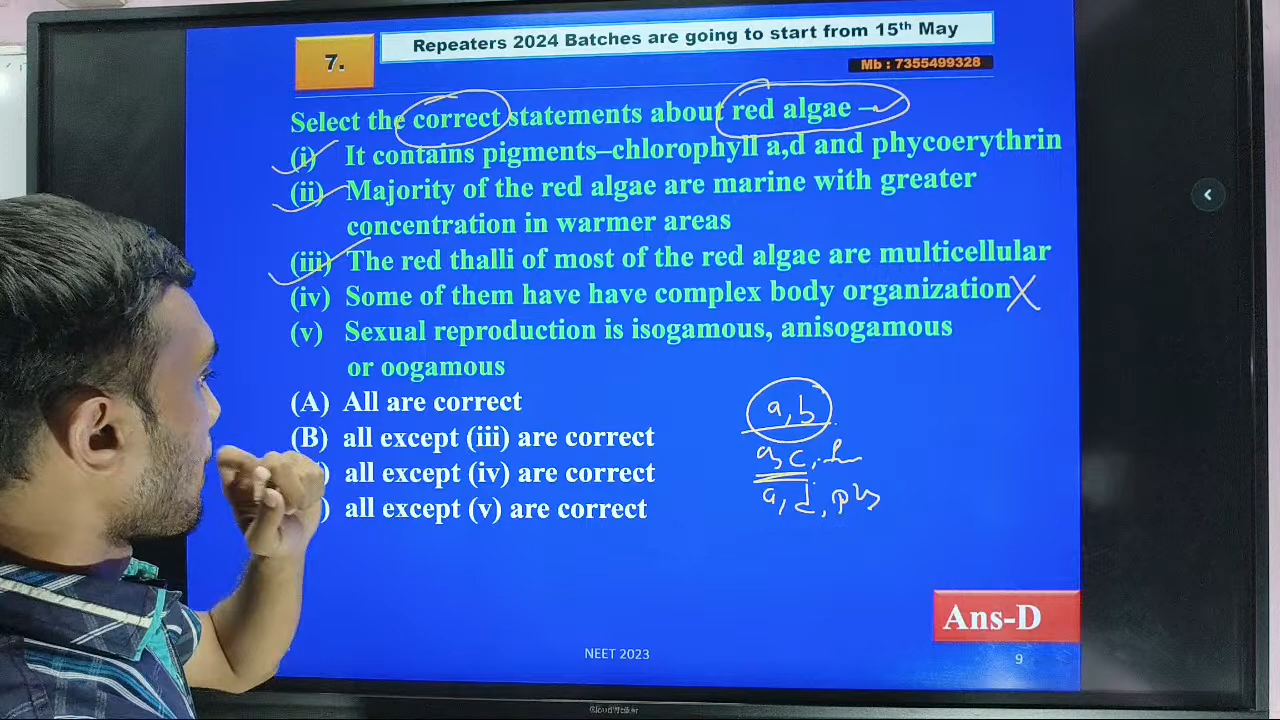 7.
Repeaters 2024 Batches are going to start from 15th May
Mb : 7355499328
Select the correct statements about red algae –
(i) It contains pigments–chlorophyll a,d and phycoerythrin
(ii) Majority of the red algae are marine with greater
concentration in warmer areas
(iii) The red thalli of most of the red algae are multicellular
(iv) Some of them have have complex body organization
(v) Sexual reproduction is isogamous, anisogamous
or oogamous
(A) All are correct
(B) all except (iii) are correct
) all except (iv) are correct
) all except (v) are correct
a, b
a, c,
a, d,
Ans-D
NEET 2023
9
CloudWalker